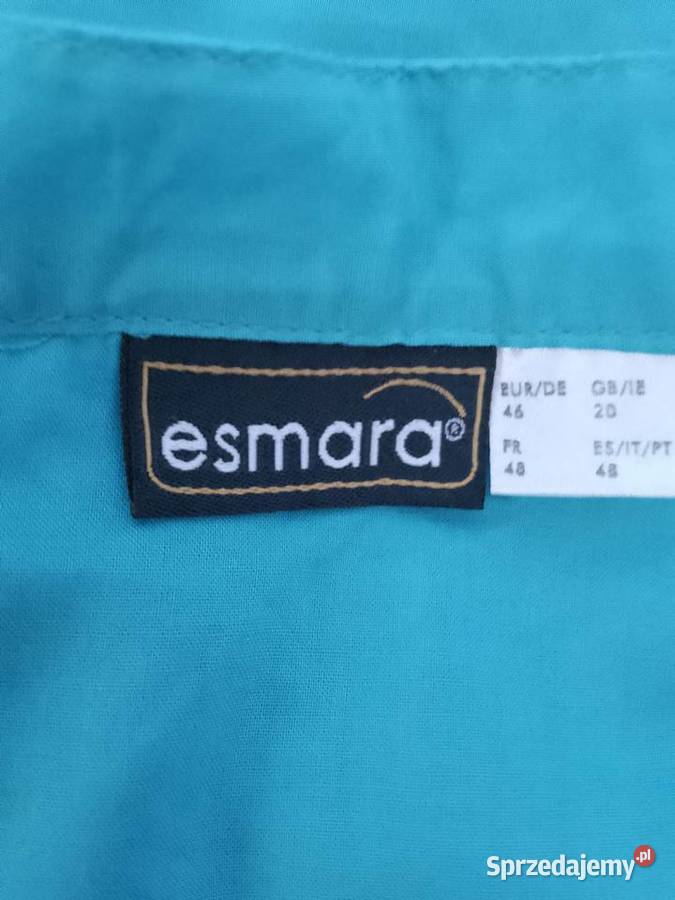 esmara®
EUR/DE GB/IE
46 20
FR ES/IT/PT
48 48
Sprzedajemy.pl